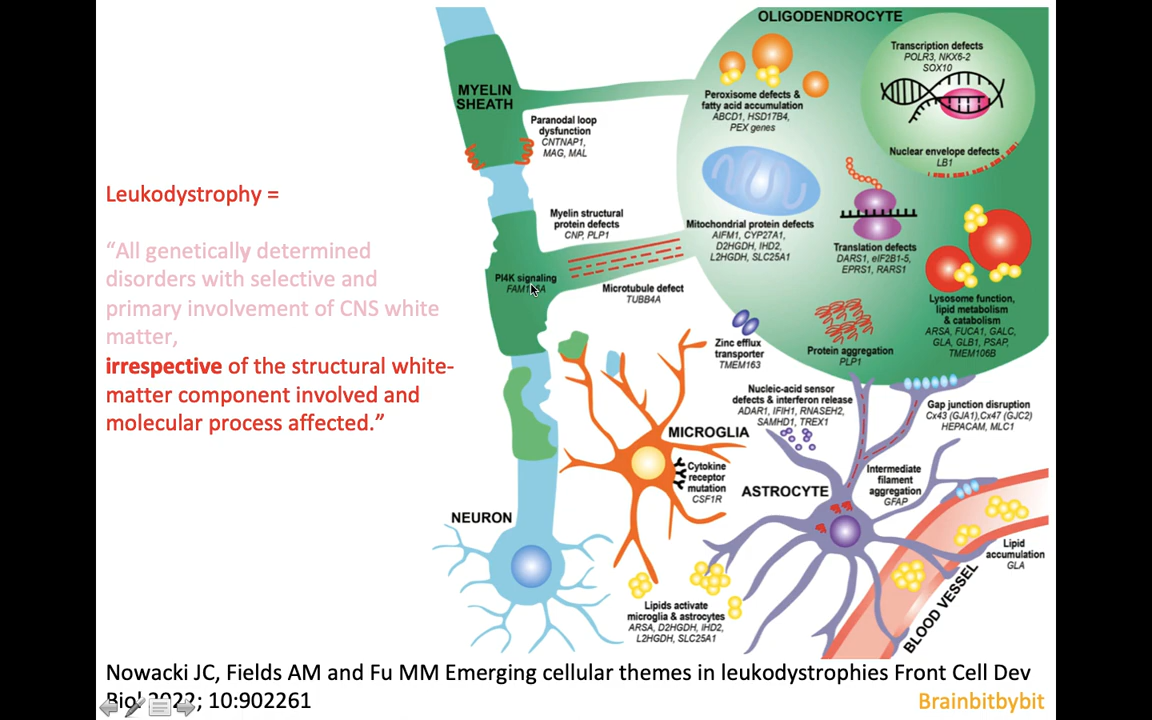 Leukodystrophy =
“All genetically determined
disorders with selective and
primary involvement of CNS white
matter,
irrespective of the structural white-
matter component involved and
molecular process affected.”
MYELIN
SHEATH
Paranodal loop
dysfunction
CNTNAP1,
MAG, MAL
Myelin structural
protein defects
CNP, PLP1
PI4K signaling
Microtubule defect
TUBB4A
OLIGODENDROCYTE
Transcription defects
POLR3, NKX6-2
SOX10
Nuclear envelope defects
LB1
Peroxisome defects &
fatty acid accumulation
ABCD1, HSD17B4,
PEX genes
Mitochondrial protein defects
AIFM1, CYP27A1,
D2HGDH, IHD2,
L2HGDH, SLC25A1
Translation defects
DARS1, eIF2B1-5,
EPRS1, RARS1
Lysosome function,
lipid metabolism
& catabolism
ARSA, FUCA1, GALC,
GLA, GLB1, PSAP,
TMEM106B
Protein aggregation
PLP1
Zinc efflux
transporter
TMEM163
Nucleic-acid sensor
defects & interferon release
ADAR1, IFIH1, RNASEH2,
SAMHD1, TREX1
Gap junction disruption
Cx43 (GJA1),Cx47 (GJC2)
HEPACAM, MLC1
MICROGLIA
Cytokine
receptor
mutation
CSF1R
ASTROCYTE
Intermediate
filament
aggregation
GFAP
NEURON
Lipid
accumulation
GLA
BLOOD VESSEL
Lipids activate
microglia & astrocytes
ARSA, D2HGDH, IHD2,
L2HGDH, SLC25A1
Nowacki JC, Fields AM and Fu MM Emerging cellular themes in leukodystrophies Front Cell Dev
Biol 2022; 10:902261
Brainbitbybit